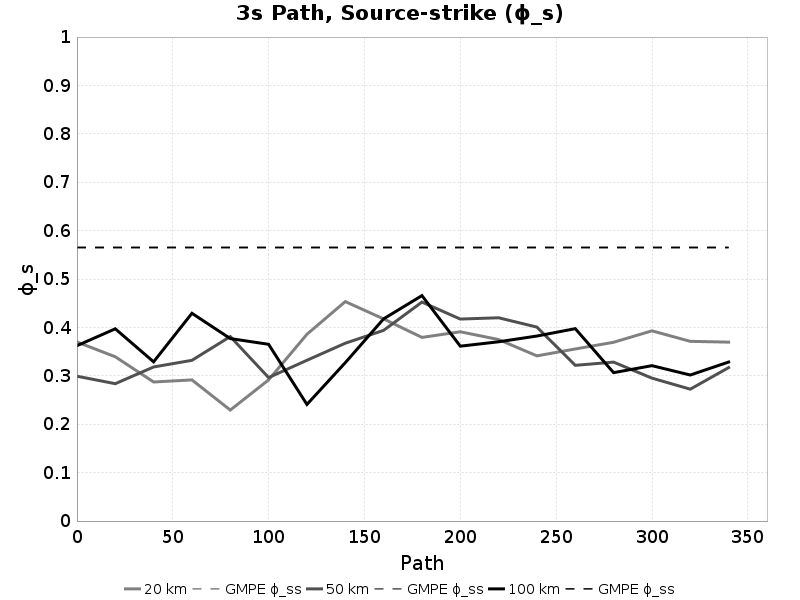 3s Path, Source-strike (ϕ_s)
1
0.9
0.8
0.7
0.6
0.5
0.4
0.3
0.2
0.1
0
ϕ_s
0 50 100 150 200 250 300 350
Path
20 km GMPE ϕ_ss 50 km GMPE ϕ_ss 100 km GMPE ϕ_ss